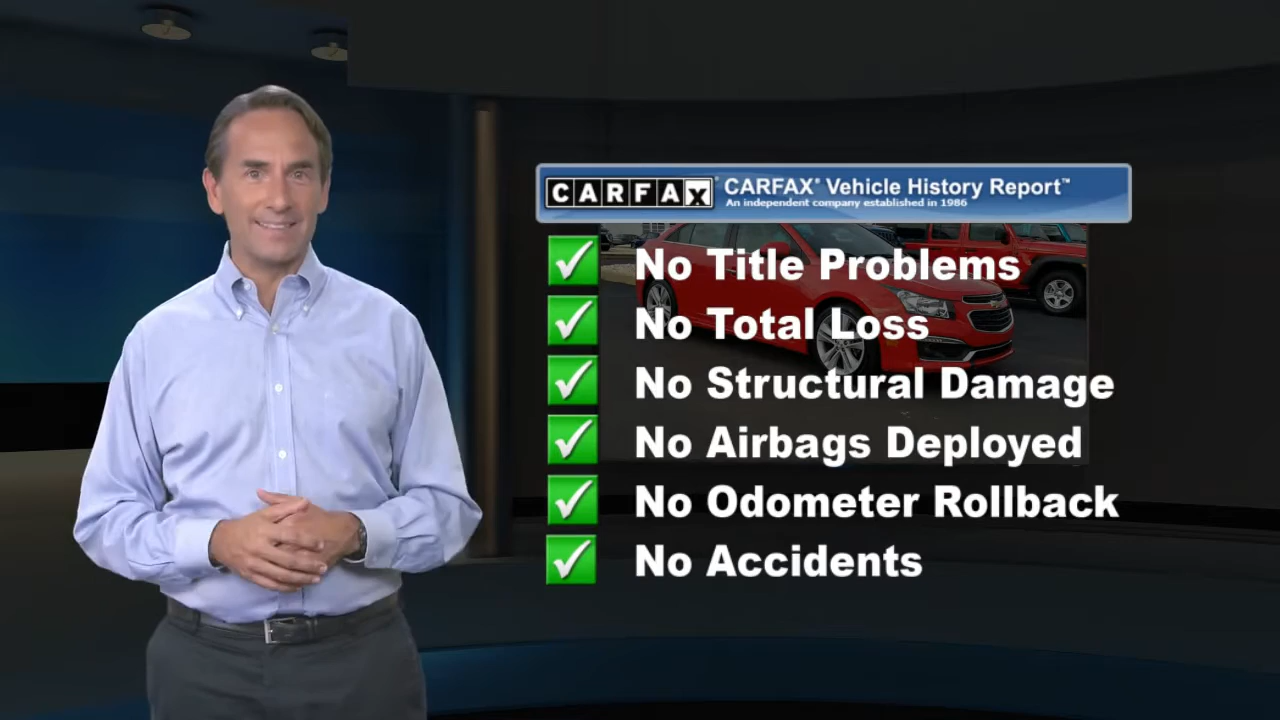 CARFAX
CARFAX® Vehicle History Report™
An independent company established in 1986
No Title Problems
No Total Loss
No Structural Damage
No Airbags Deployed
No Odometer Rollback
No Accidents